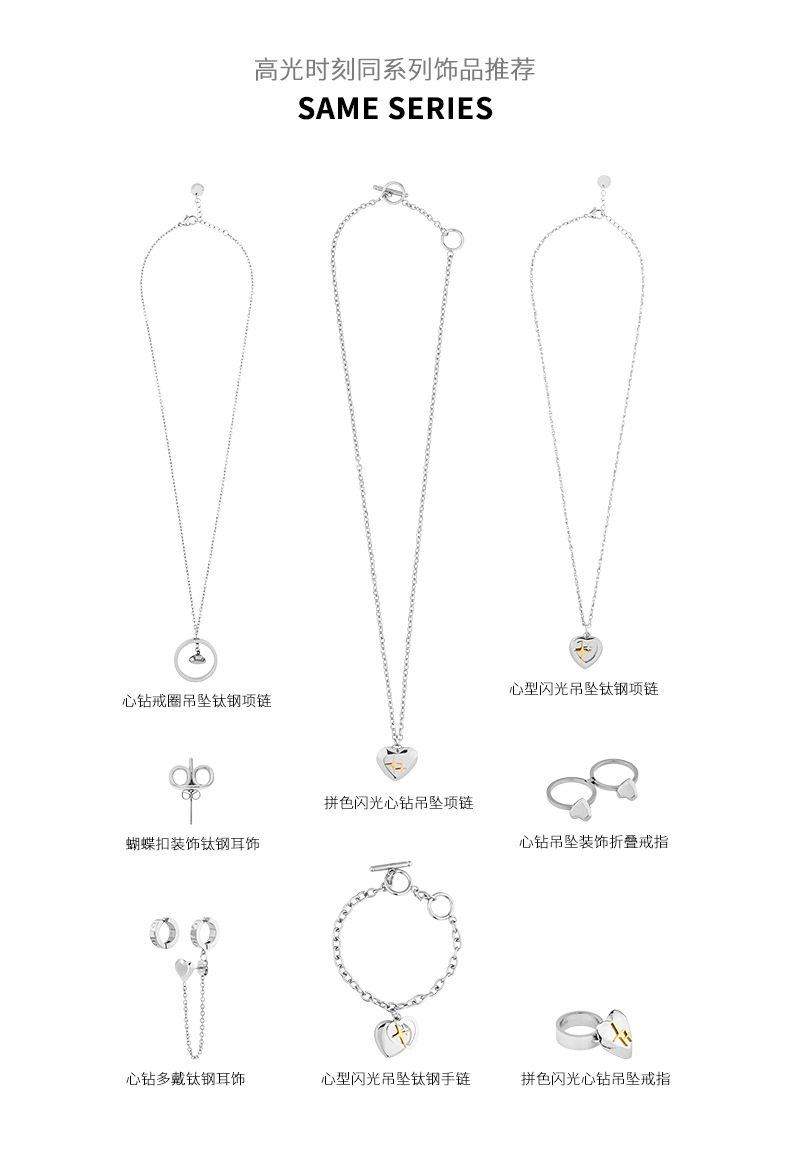 高光时刻同系列饰品推荐
SAME SERIES
心钻戒圈吊坠钛钢项链
心型闪光吊坠钛钢项链
拼色闪光心钻吊坠项链
蝴蝶扣装饰钛钢耳饰
心钻吊坠装饰折叠戒指
心钻多戴钛钢耳饰
心型闪光吊坠钛钢手链
拼色闪光心钻吊坠戒指